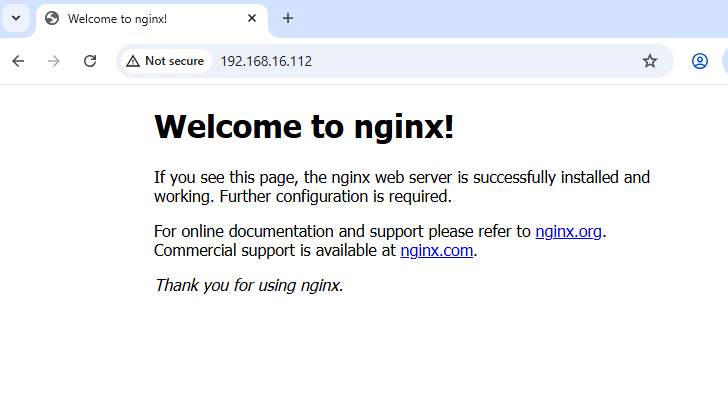 Welcome to nginx!
Not secure 192.168.16.112
Welcome to nginx!
If you see this page, the nginx web server is successfully installed and
working. Further configuration is required.
For online documentation and support please refer to nginx.org.
Commercial support is available at nginx.com.
Thank you for using nginx.